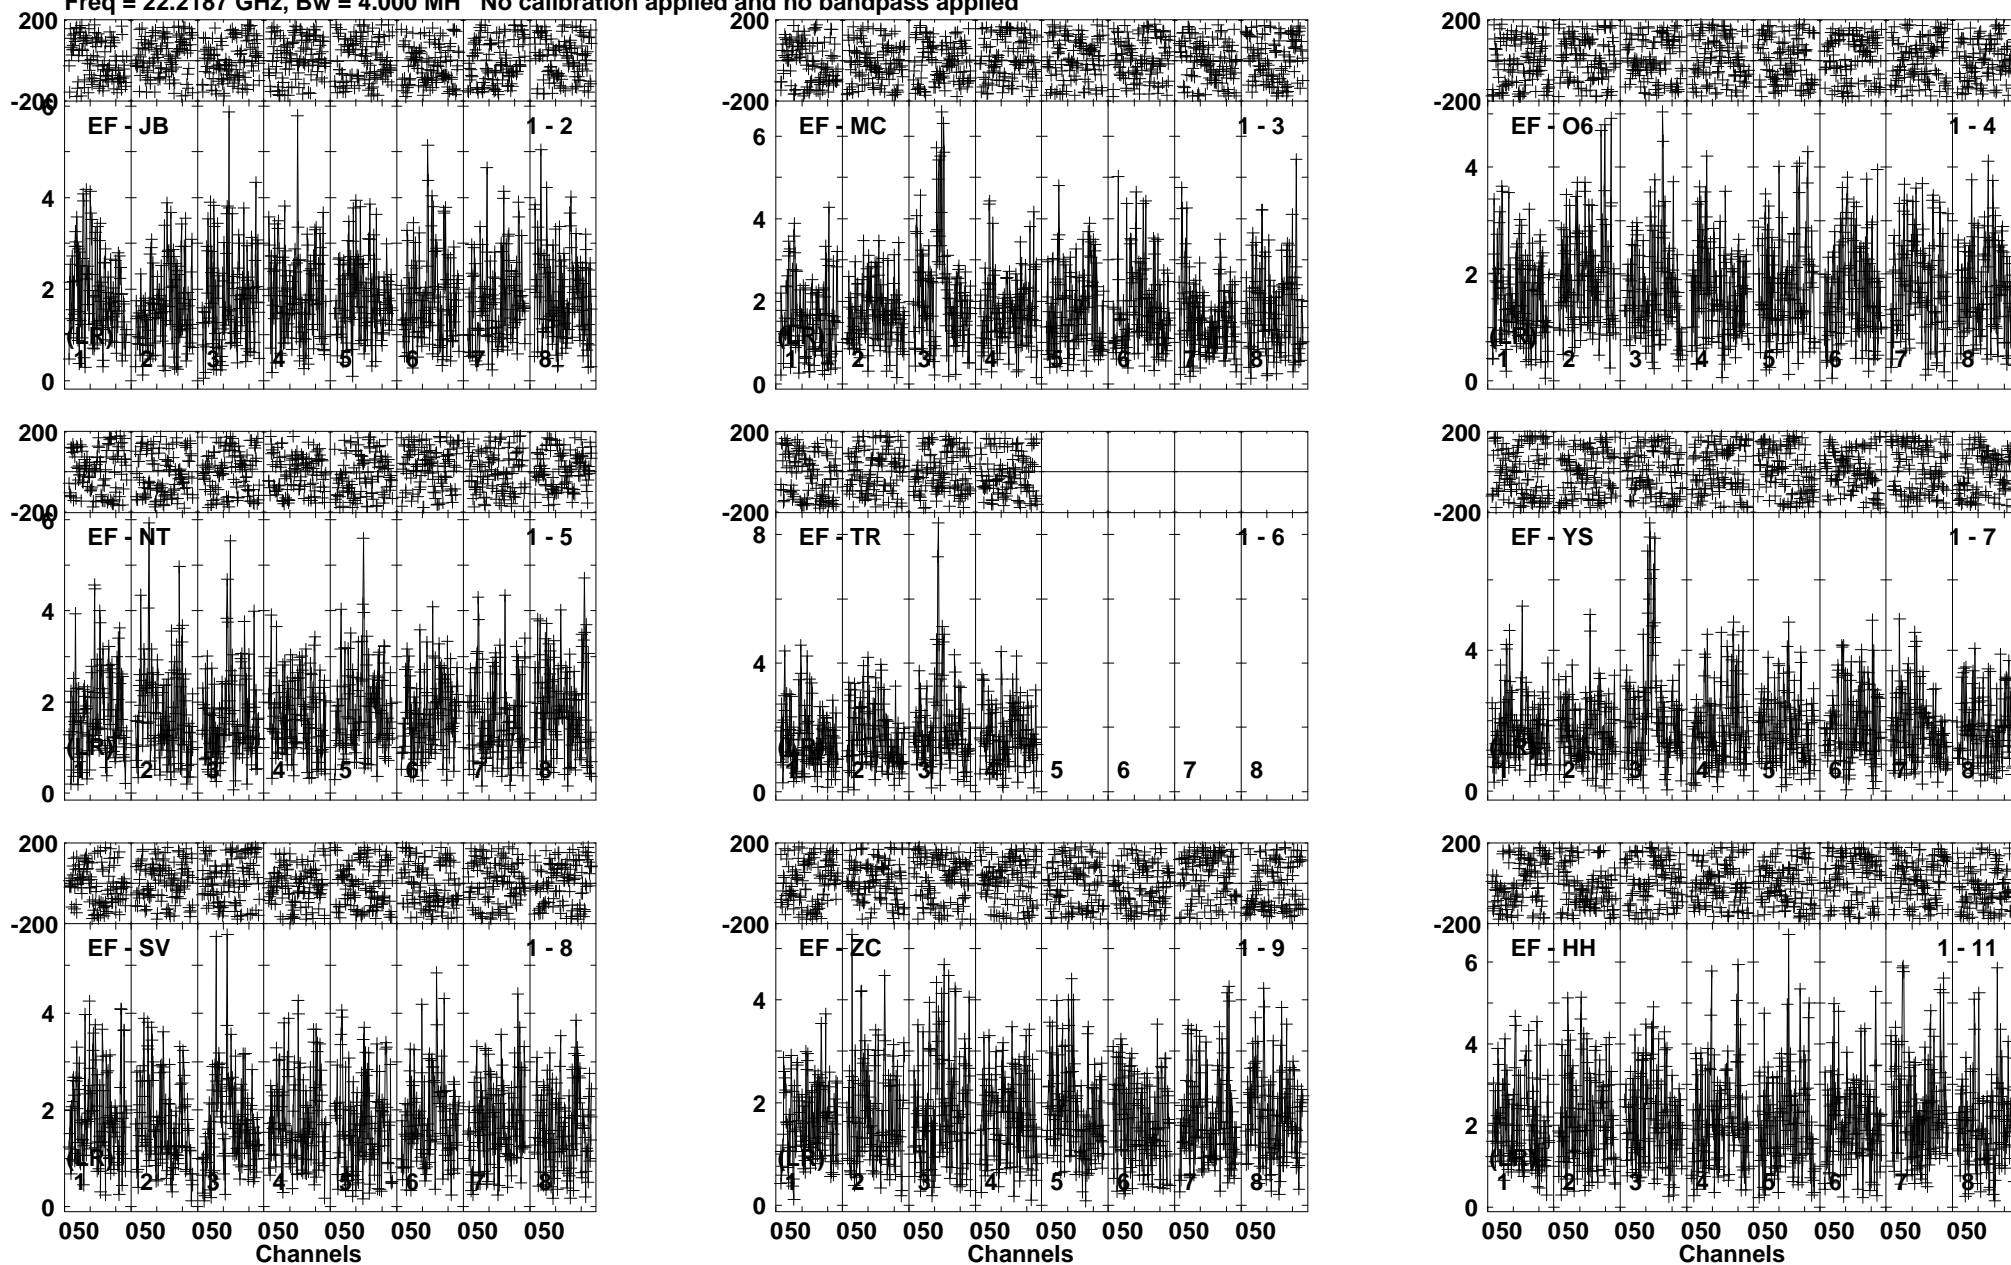 Freq = 22.2187 GHz, Bw = 4.000 MH No calibration applied and no bandpass applied
200 200 200
-200 -200 -200
6
EF - JB 1 - 2 EF - MC 1 - 3 EF - O6 1 - 4
6
4 4 4
2 2 2
(LR) (LR) (LR)
1 2 3 4 5 6 7 8 1 2 3 4 5 6 7 8 1 2 3 4 5 6 7 8
0 0 0
200 200 200
-200 -200 -200
6 8
EF - NT 1 - 5 EF - TR 1 - 6 EF - YS 1 - 7
4 4 4
2
(LR) (LR) (LR)
1 2 3 4 5 6 7 8 1 2 3 4 5 6 7 8 1 2 3 4 5 6 7 8
0 0 0
200 200 200
-200 -200 -200
EF - SV 1 - 8 EF - ZC 1 - 9 EF - HH 1 - 11
6
4 4 4
2 2 2
(LR) (LR) (LR)
1 2 3 4 5 6 7 8 1 2 3 4 5 6 7 8 1 2 3 4 5 6 7 8
0 0 0
050 050 050 050 050 050 050 050 050 050 050 050 050 050 050 050 050 050 050 050 050 050 050 050
Channels Channels